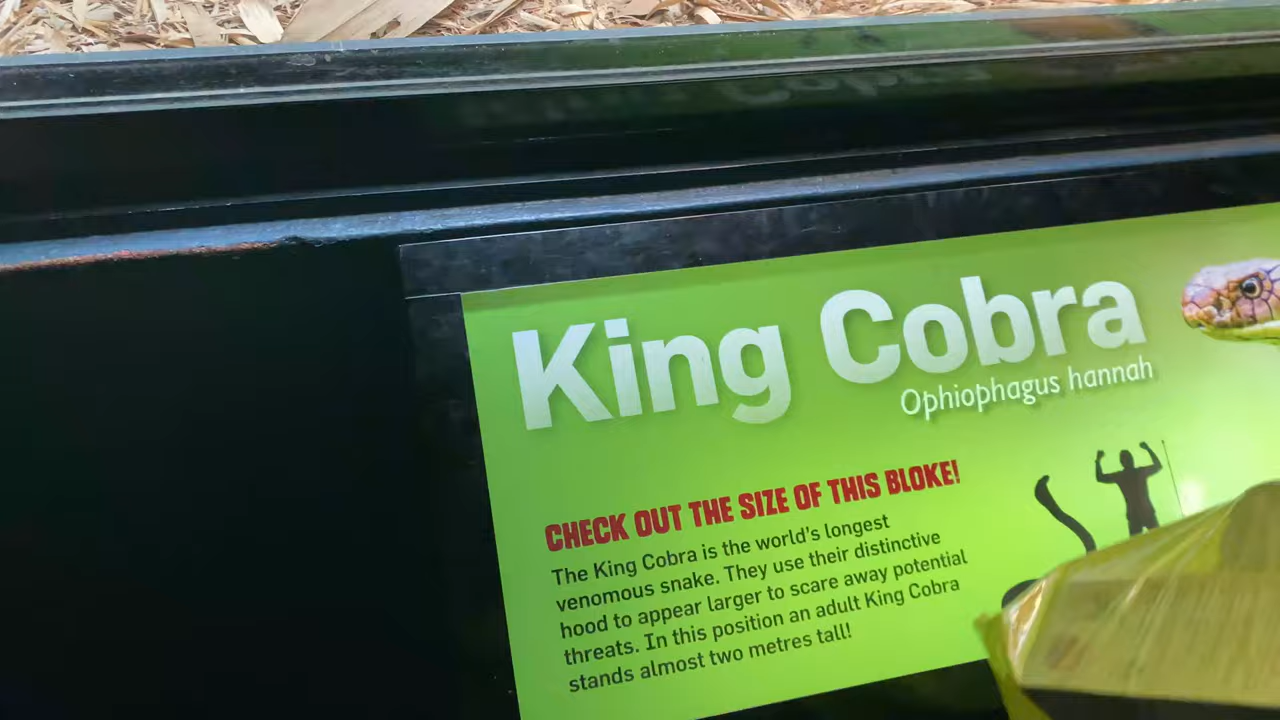 King Cobra
Ophiophagus hannah
CHECK OUT THE SIZE OF THIS BLOKE!
The King Cobra is the world's longest
venomous snake. They use their distinctive
hood to appear larger to scare away potential
threats. In this position an adult King Cobra
stands almost two metres tall!